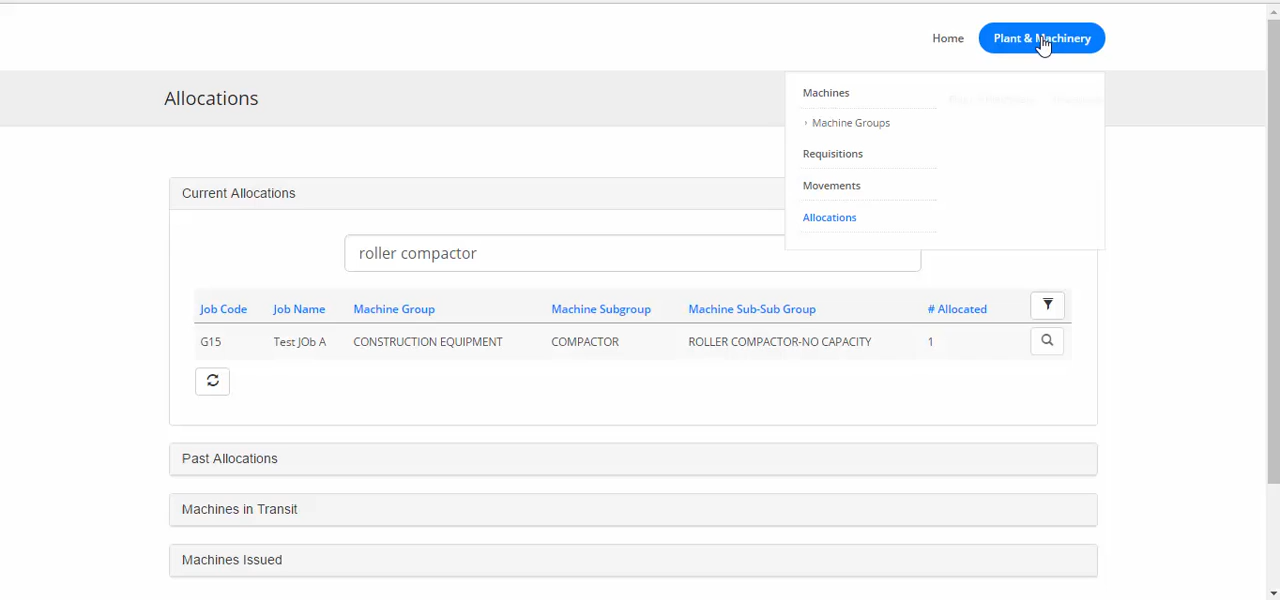 Home
Plant & Machinery
Allocations
Machines
Machine Groups
Requisitions
Movements
Allocations
Current Allocations
roller compactor
Job Code Job Name Machine Group Machine Subgroup Machine Sub-Sub Group # Allocated
G15 Test JOb A CONSTRUCTION EQUIPMENT COMPACTOR ROLLER COMPACTOR-NO CAPACITY 1
Past Allocations
Machines in Transit
Machines Issued